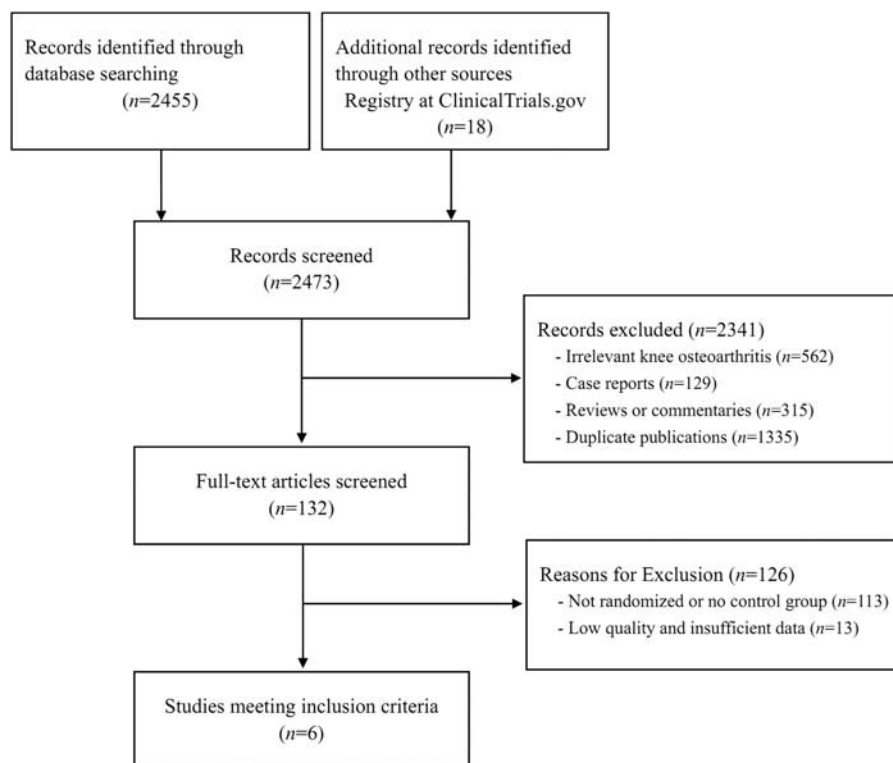 Records identified through
database searching
(n=2455)
Additional records identified
through other sources
Registry at ClinicalTrials.gov
(n=18)
Records screened
(n=2473)
Records excluded (n=2341)
- Irrelevant knee osteoarthritis (n=562)
- Case reports (n=129)
- Reviews or commentaries (n=315)
- Duplicate publications (n=1335)
Full-text articles screened
(n=132)
Reasons for Exclusion (n=126)
- Not randomized or no control group (n=113)
- Low quality and insufficient data (n=13)
Studies meeting inclusion criteria
(n=6)